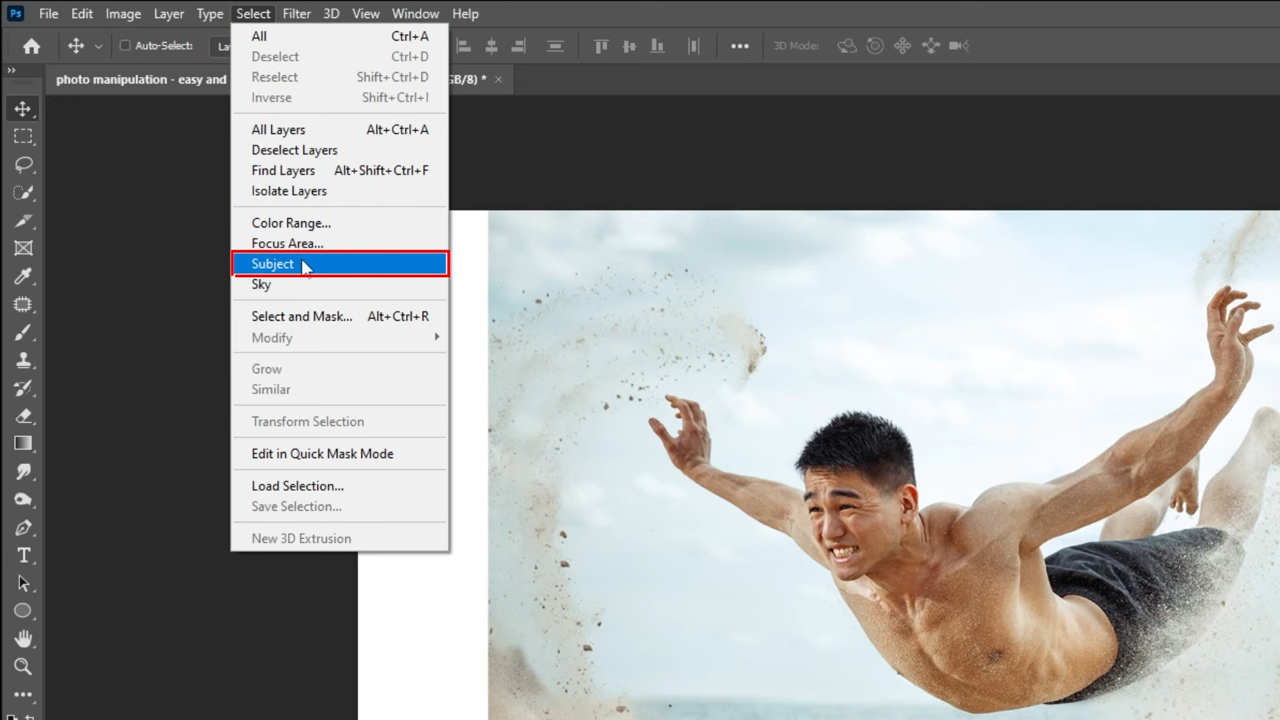 Ps File Edit Image Layer Type Select Filter 3D View Window Help
Auto-Select: 3D Mode:
photo manipulation - easy and GB/8) * ×
All Ctrl+A
Deselect Ctrl+D
Reselect Shift+Ctrl+D
Inverse Shift+Ctrl+I
All Layers Alt+Ctrl+A
Deselect Layers
Find Layers Alt+Shift+Ctrl+F
Isolate Layers
Color Range...
Focus Area...
Subject
Sky
Select and Mask... Alt+Ctrl+R
Modify
Grow
Similar
Transform Selection
Edit in Quick Mask Mode
Load Selection...
Save Selection...
New 3D Extrusion